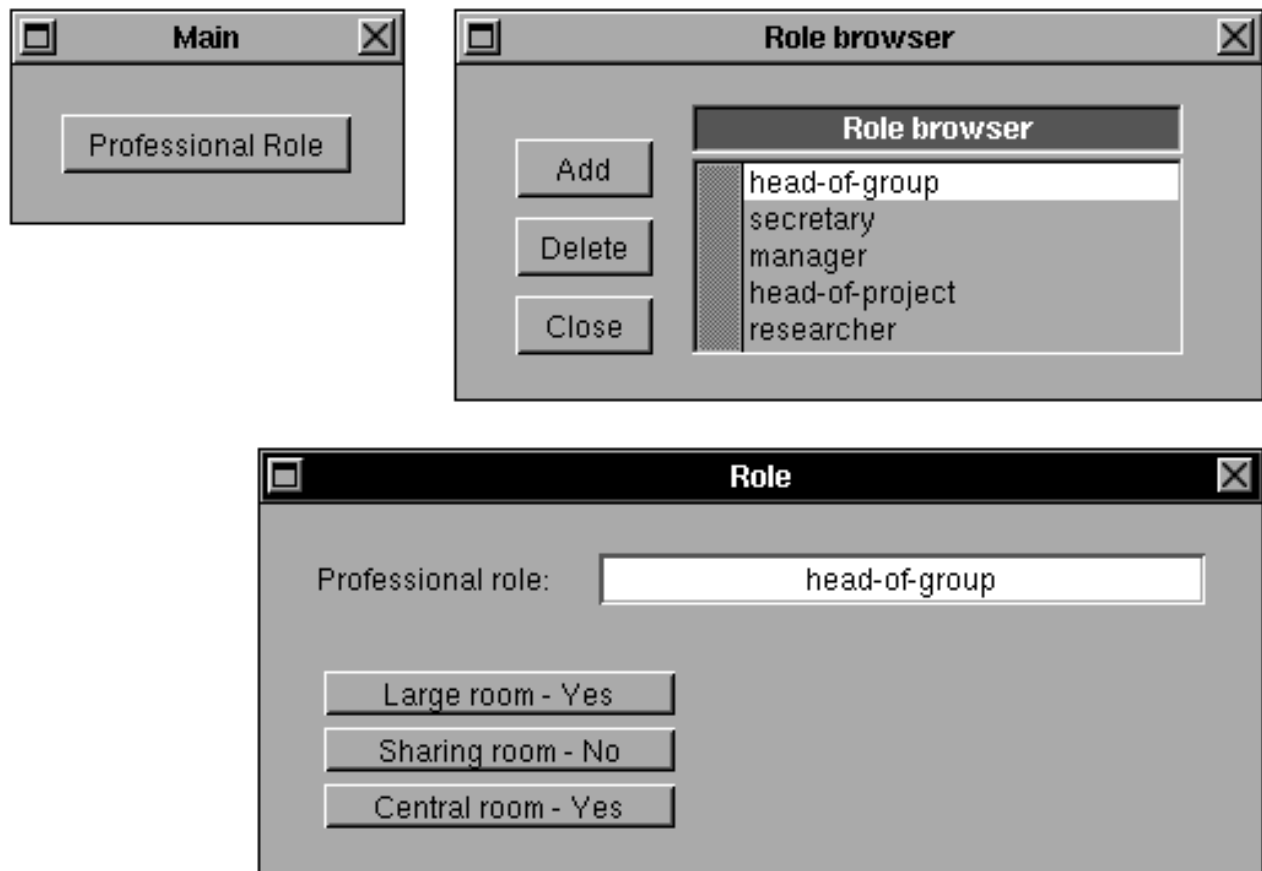 Main
Professional Role
Role browser
Add
Delete
Close
Role browser
head-of-group
secretary
manager
head-of-project
researcher
Role
Professional role: head-of-group
Large room - Yes
Sharing room - No
Central room - Yes